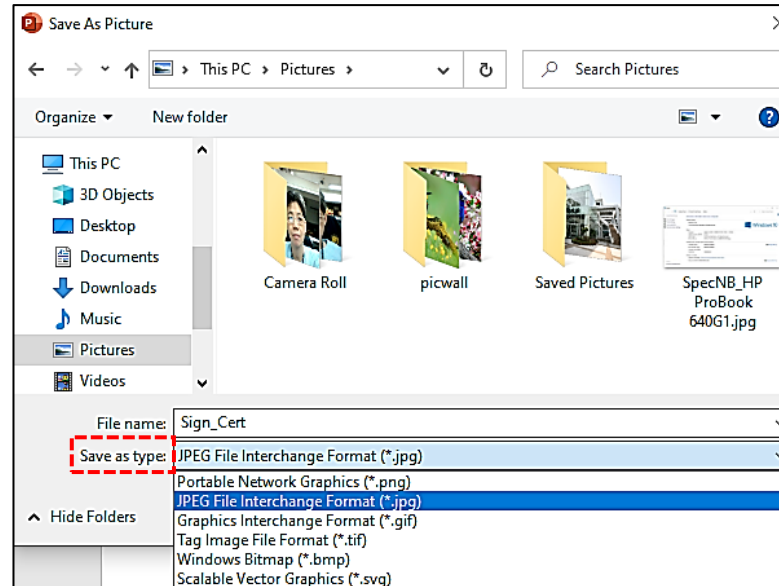 Save As Picture
This PC > Pictures >
Search Pictures
Organize
New folder
?
This PC
3D Objects
Desktop
Documents
Downloads
Music
Pictures
Videos
Camera Roll
picwall
Saved Pictures
SpecNB_HP
ProBook
640G1.jpg
File name: Sign_Cert
Save as type: JPEG File Interchange Format (*.jpg)
Portable Network Graphics (*.png)
JPEG File Interchange Format (*.jpg)
Graphics Interchange Format (*.gif)
Tag Image File Format (*.tif)
Windows Bitmap (*.bmp)
Scalable Vector Graphics (*.svg)
Hide Folders